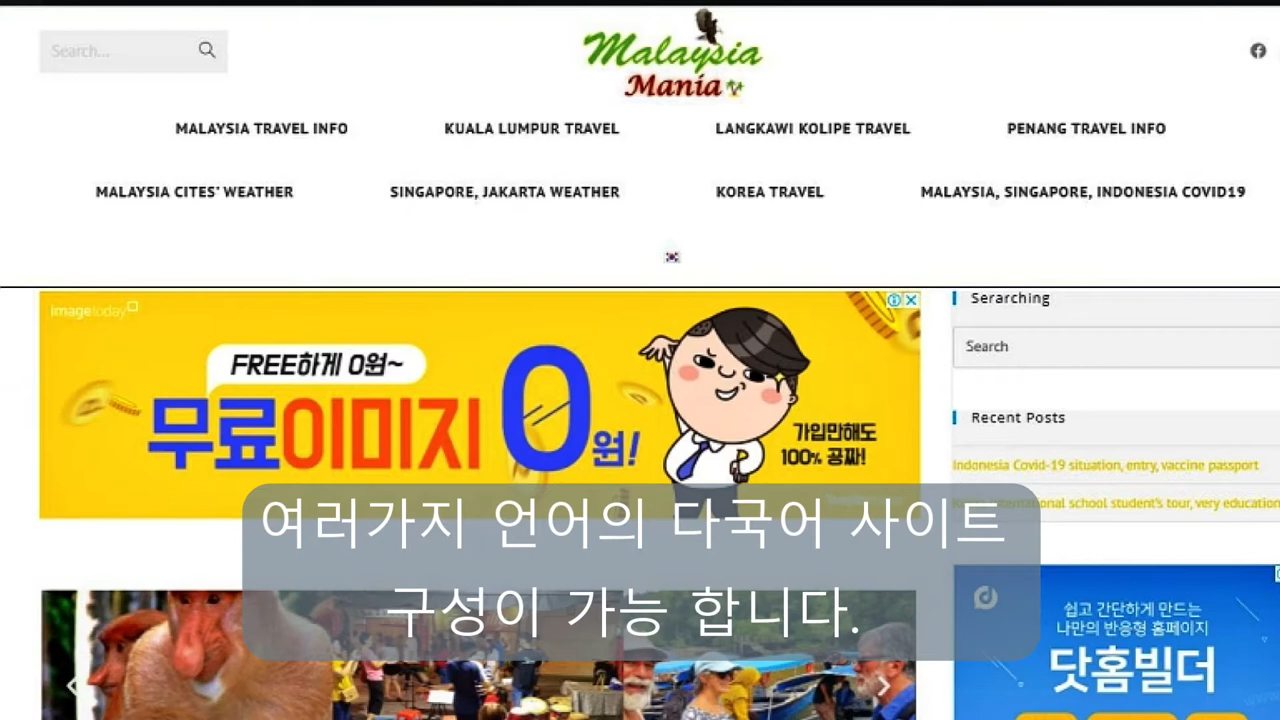 Search...
Malaysia
Mania
MALAYSIA TRAVEL INFO
KUALA LUMPUR TRAVEL
LANGKAWI KOLIPE TRAVEL
PENANG TRAVEL INFO
MALAYSIA CITES' WEATHER
SINGAPORE, JAKARTA WEATHER
KOREA TRAVEL
MALAYSIA, SINGAPORE, INDONESIA COVID19
imagetoday
FREE하게 0원~
무료이미지
0원!
가입만해도
100% 공짜!
Serarching
Search
Recent Posts
Indonesia Covid-19 situation, entry, vaccine passport
school student's tour, very education
여러가지 언어의 다국어 사이트
구성이 가능 합니다.
쉽고 간단하게 만드는
나만의 반응형 홈페이지
닷홈빌더